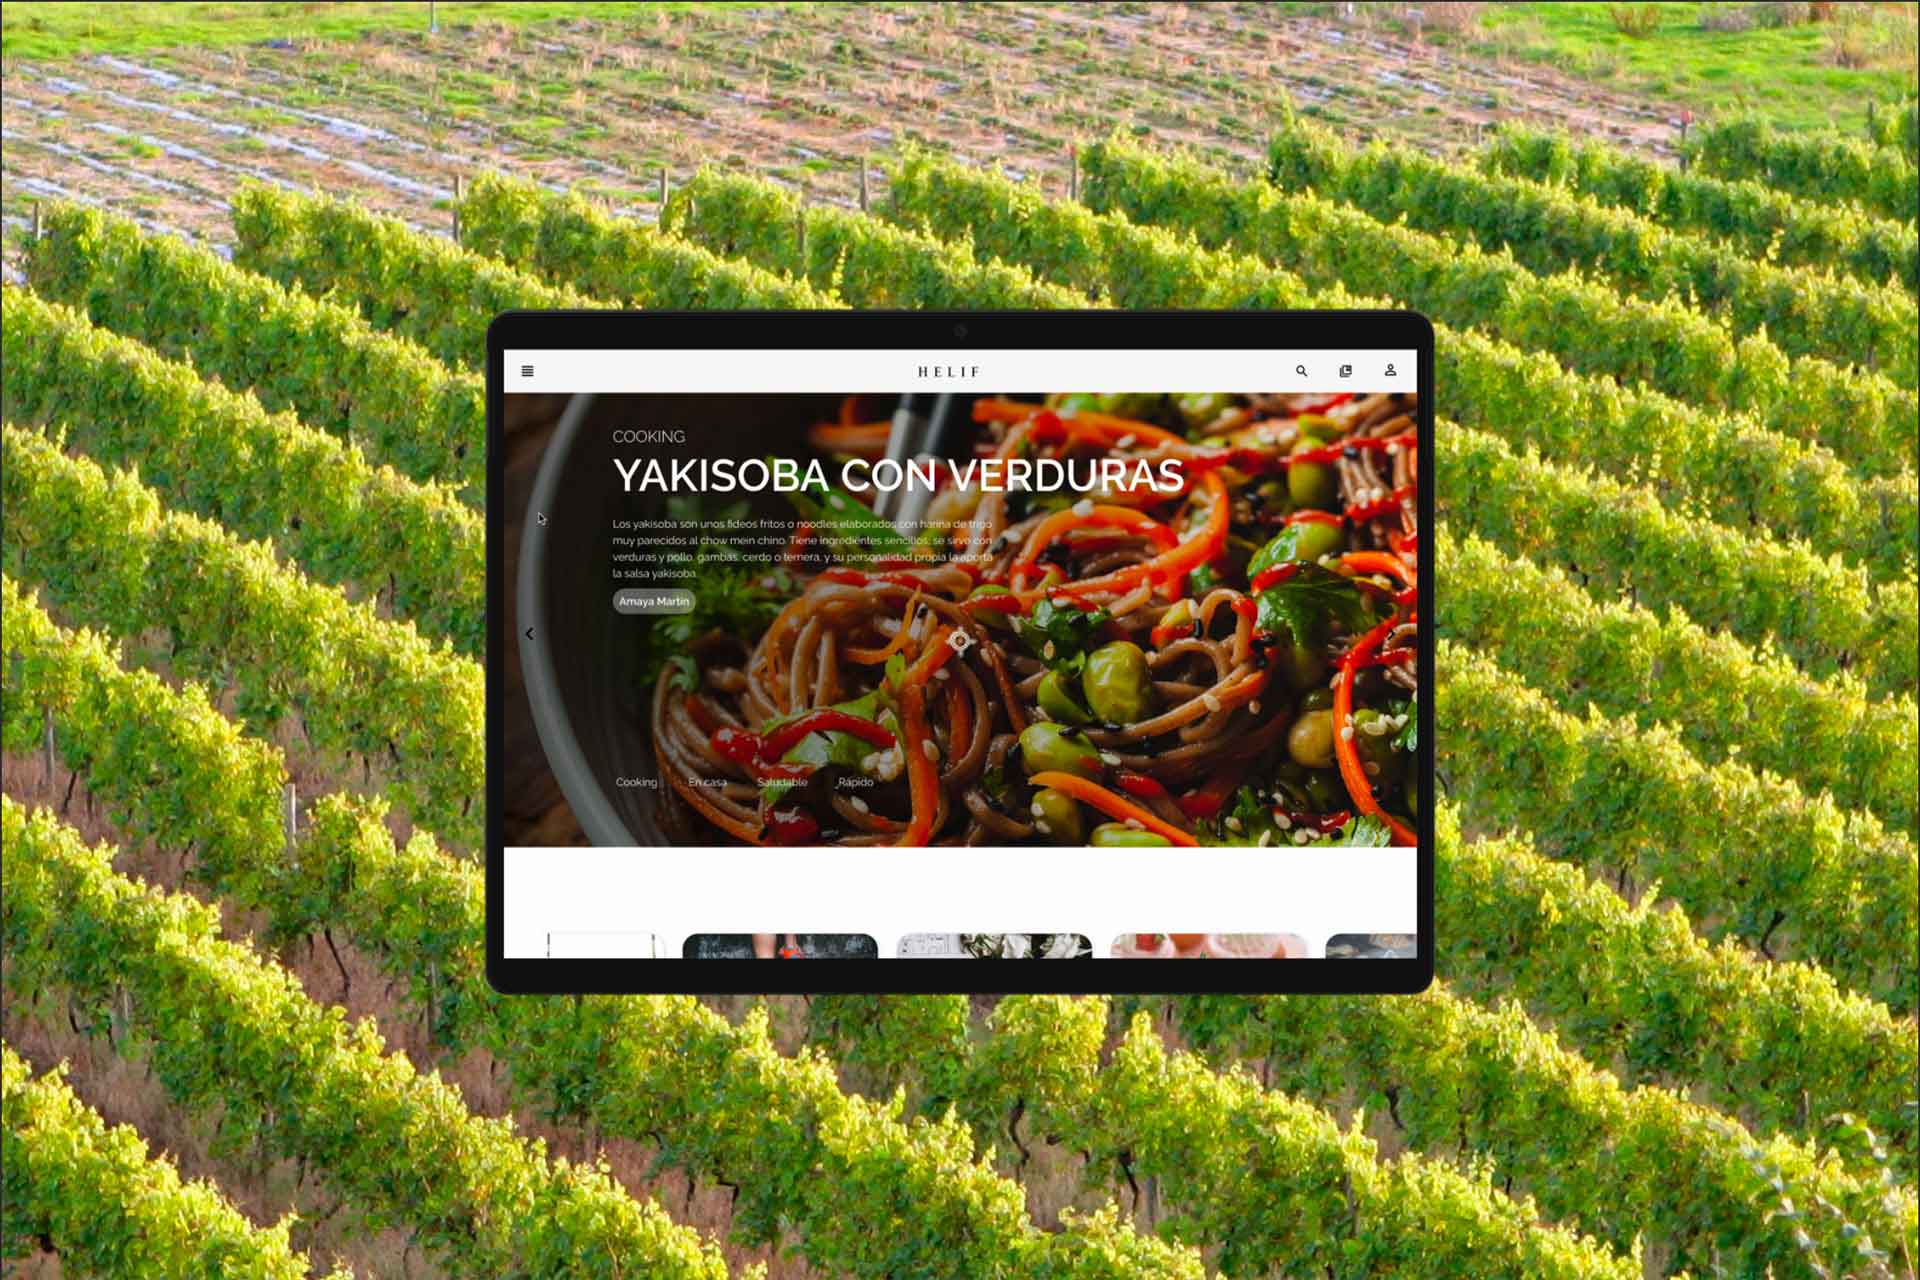 HELIF
COOKING
YAKISOBA CON VERDURAS
Los yakisoba son unos fideos fritos o noodles elaborados con harina de trigo
muy parecidos al chow mein chino. Tiene ingredientes sencillos; se sirve con
verduras y pollo, gambas, cerdo o ternera, y su personalidad propia la aporta
la salsa yakisoba.
Amaya Martín
Cooking En casa Saludable Rápido